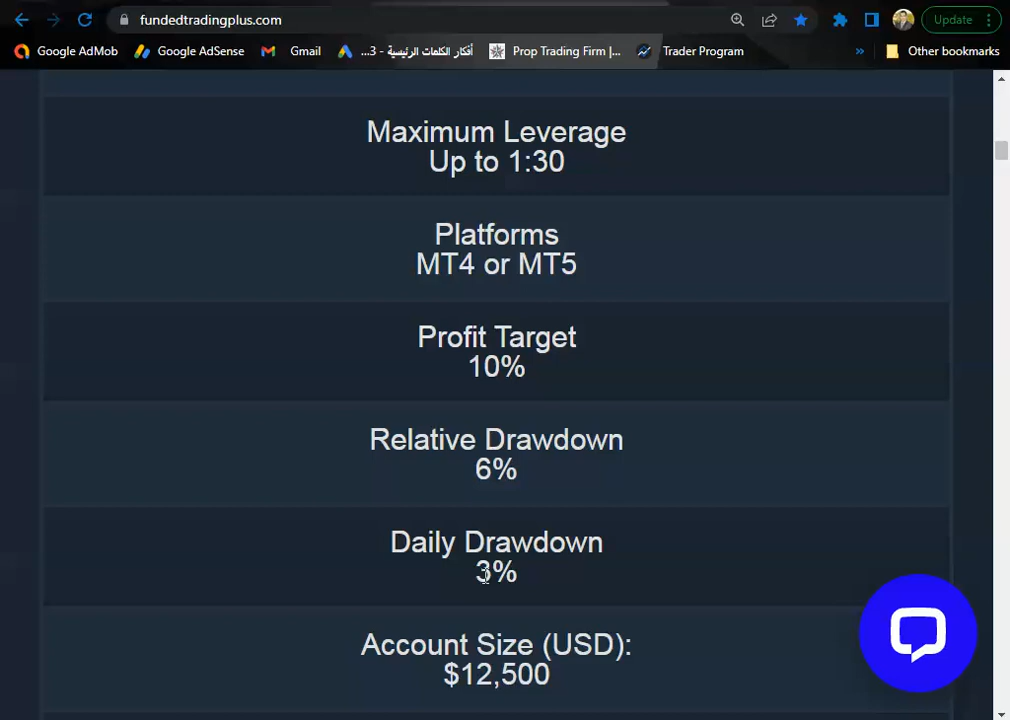 fundedtradingplus.com
Update
Google AdMob
Google AdSense
Gmail
أفكار الكلمات الرئيسية - 3...
Prop Trading Firm |...
Trader Program
»
Other bookmarks
Maximum Leverage
Up to 1:30
Platforms
MT4 or MT5
Profit Target
10%
Relative Drawdown
6%
Daily Drawdown
3%
Account Size (USD):
$12,500